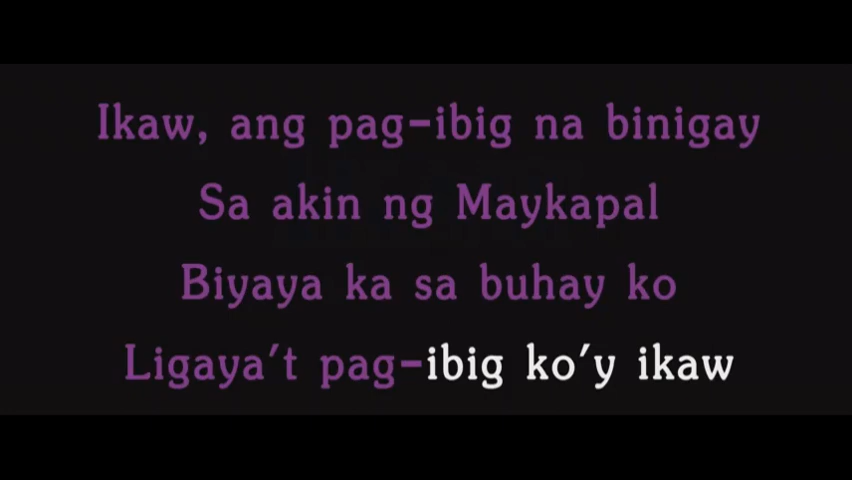 Ikaw, ang pag-ibig na binigay
Sa akin ng Maykapal
Biyaya ka sa buhay ko
Ligaya't pag-ibig ko'y ikaw